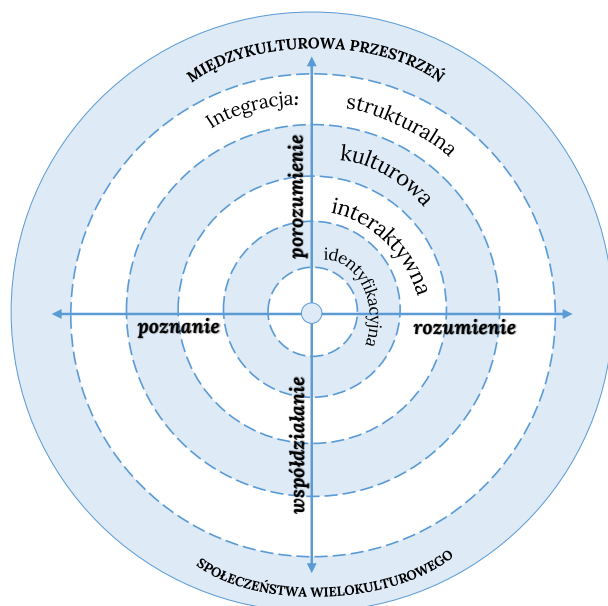 MIĘDZYKULTUROWA PRZESTRZEŃ
Integracja:
strukturalna
kulturowa
interaktywna
identyfikacyjna
porozumienie
poznanie
rozumienie
współdziałanie
SPOŁECZEŃSTWA WIELOKULTUROWEGO